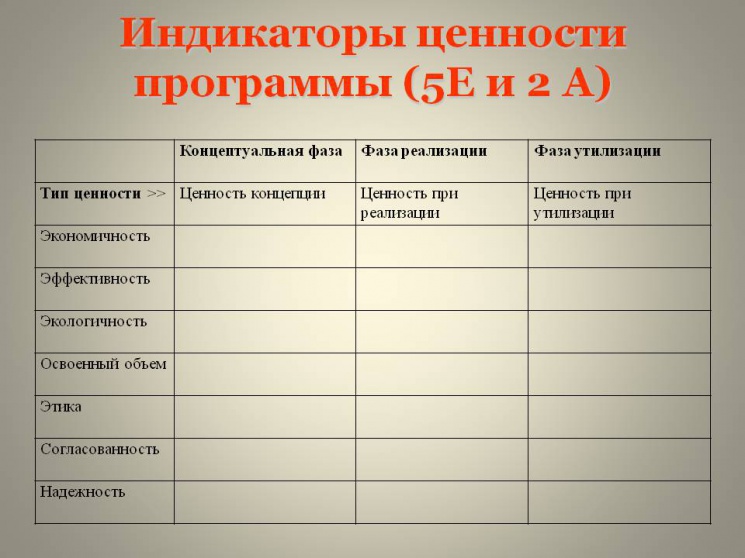 Индикаторы ценности
программы (5Е и 2 А)
Концептуальная фаза Фаза реализации Фаза утилизации
Тип ценности >> Ценность концепции Ценность при реализации Ценность при утилизации
Экономичность
Эффективность
Экологичность
Освоенный объем
Этика
Согласованность
Надежность